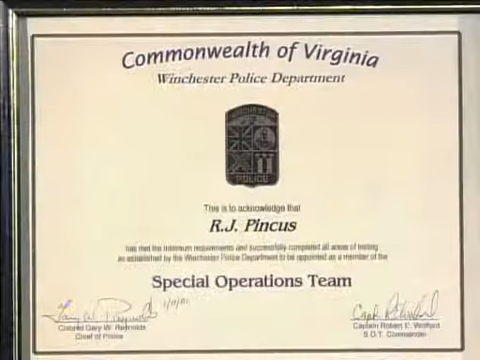 Commonwealth of Virginia
Winchester Police Department
WINCHESTER
POLICE
This is to acknowledge that
R.J. Pincus
has met the minimum requirements and successfully completed all areas of testing
as established by the Winchester Police Department to be appointed as a member of the
Special Operations Team
Colonel Gary W. Reynolds
Chief of Police
Captain Robert E. Wolford
S.O.T. Commander